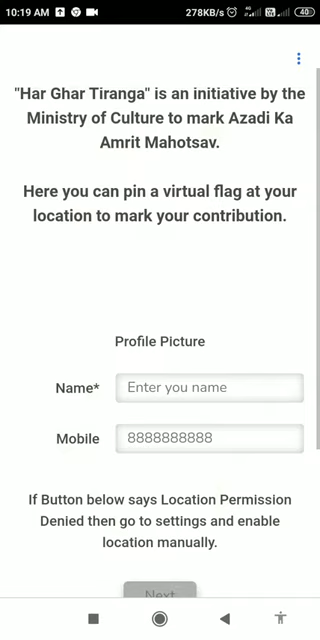 10:19 AM 278KB/s 40
"Har Ghar Tiranga" is an initiative by the
Ministry of Culture to mark Azadi Ka
Amrit Mahotsav.
Here you can pin a virtual flag at your
location to mark your contribution.
Profile Picture
Name* Enter you name
Mobile 8888888888
If Button below says Location Permission
Denied then go to settings and enable
location manually.
Next